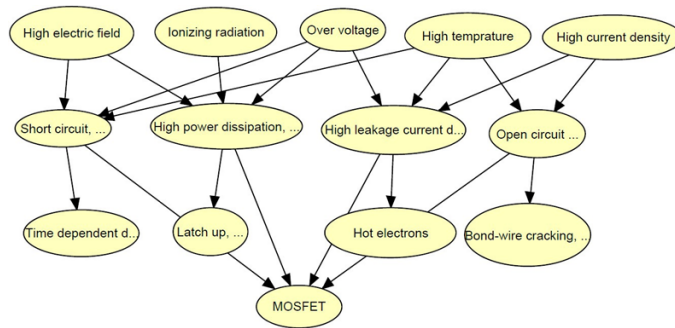 High electric field
Ionizing radiation
Over voltage
High temprature
High current density
Short circuit, ...
High power dissipation, ...
High leakage current d...
Open circuit ...
Time dependent d...
Latch up, ...
Hot electrons
Bond-wire cracking, ..
MOSFET